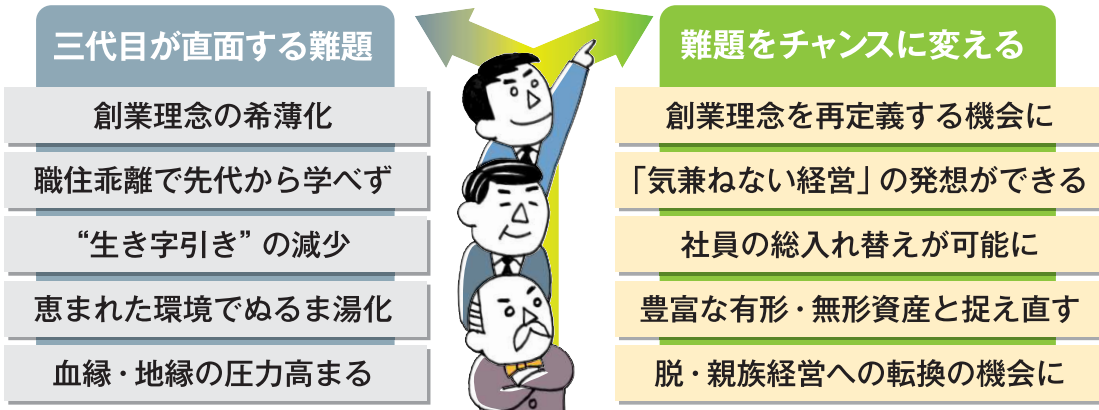 三代目が直面する難題
創業理念の希薄化
職住乖離で先代から学べず
“生き字引き”の減少
恵まれた環境でぬるま湯化
血縁・地縁の圧力高まる
難題をチャンスに変える
創業理念を再定義する機会に
「気兼ねない経営」の発想ができる
社員の総入れ替えが可能に
豊富な有形・無形資産と捉え直す
脱・親族経営への転換の機会に